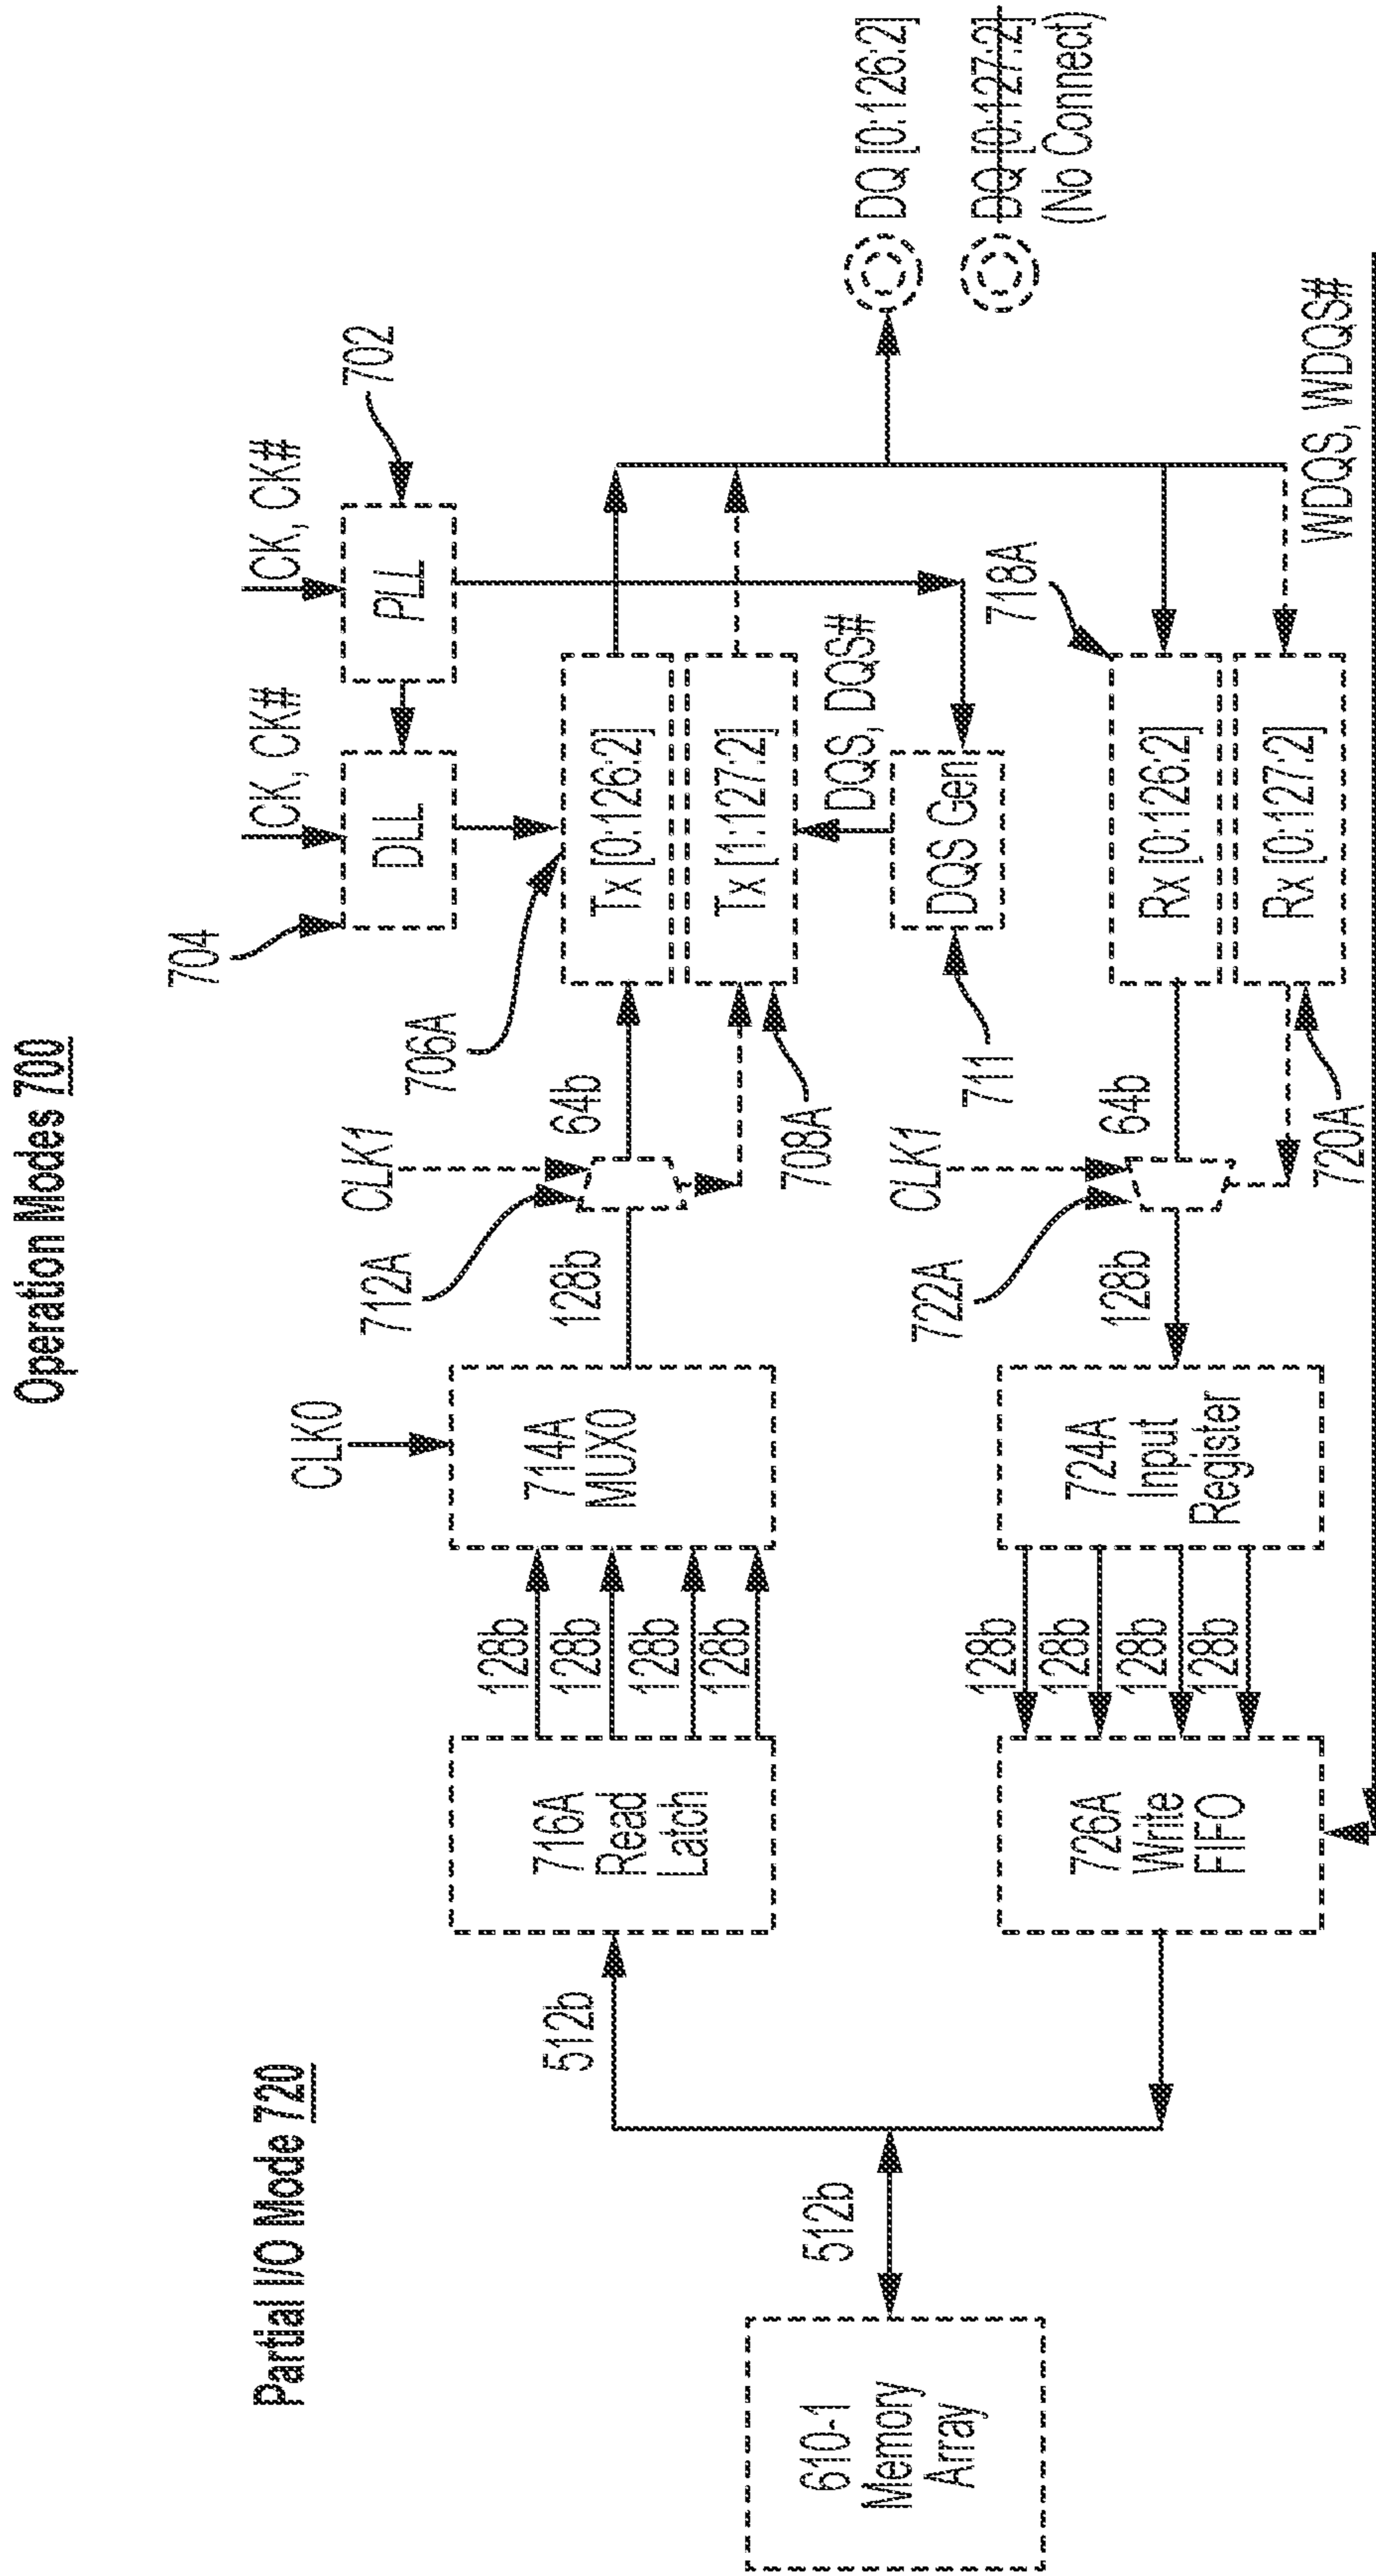 Operation Modes 700
Partial I/O Mode 720
702
704
CK, CK#
CK, CK#
PLL
DLL
CLK0
CLK1
712A
706A
512b
716A
Read
Latch
128b
128b
128b
128b
714A
MUX0
128b
64b
Tx [0:126:2]
Tx [1:127:2]
708A
DQS, DQS#
DQS Gen
711
718A
610-1
Memory
Array
512b
DQ [0:126:2]
DQ [0:127:2]
(No Connect)
CLK1
722A
726A
Write
FIFO
128b
128b
128b
128b
724A
Input
Register
128b
64b
Rx [0:126:2]
Rx [0:127:2]
720A
WDQS, WDQS#